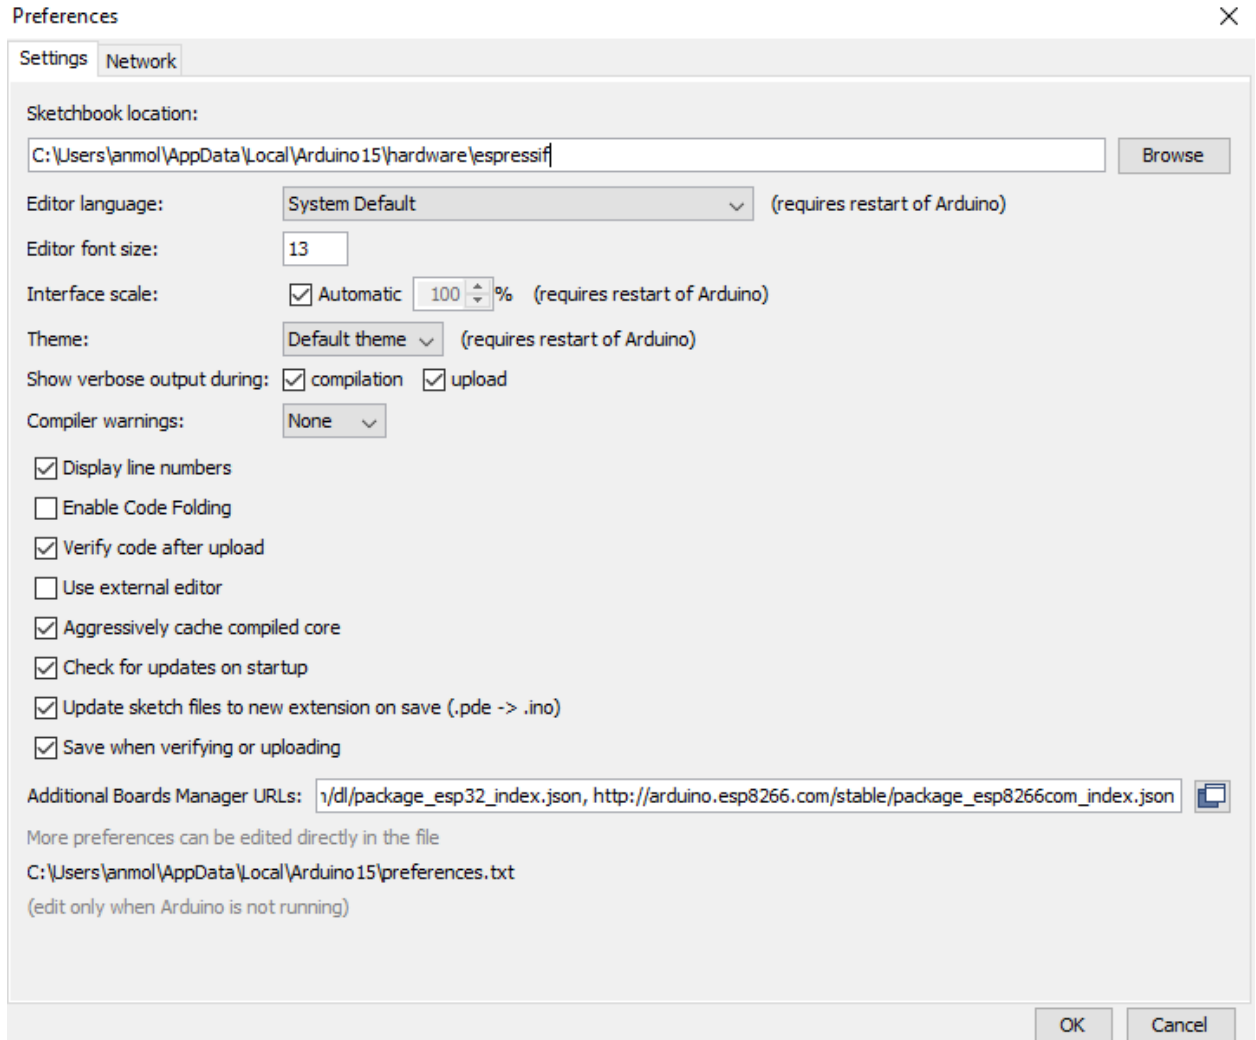 Preferences
Settings Network
Sketchbook location:
C:\Users\anmol\AppData\Local\Arduino15\hardware\espressif Browse
Editor language: System Default (requires restart of Arduino)
Editor font size: 13
Interface scale: Automatic 100 % (requires restart of Arduino)
Theme: Default theme (requires restart of Arduino)
Show verbose output during: compilation upload
Compiler warnings: None
Display line numbers
Enable Code Folding
Verify code after upload
Use external editor
Aggressively cache compiled core
Check for updates on startup
Update sketch files to new extension on save (.pde -> .ino)
Save when verifying or uploading
Additional Boards Manager URLs: /dl/package_esp32_index.json, http://arduino.esp8266.com/stable/package_esp8266com_index.json
More preferences can be edited directly in the file
C:\Users\anmol\AppData\Local\Arduino15\preferences.txt
(edit only when Arduino is not running)
OK Cancel